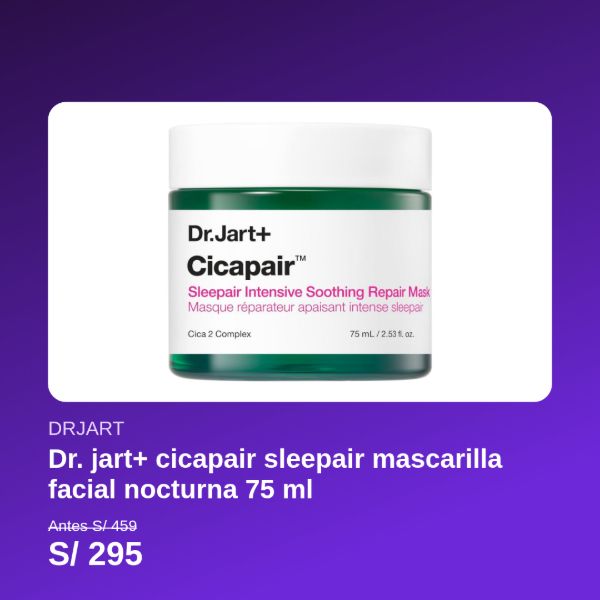 Dr.Jart+
Cicapair™
Sleepair Intensive Soothing Repair Mask
Masque réparateur apaisant intense sleepair
Cica 2 Complex 75 mL / 2.53 fl. oz.
DRJART
Dr. jart+ cicapair sleepair mascarilla
facial nocturna 75 ml
Antes S/ 459
S/ 295